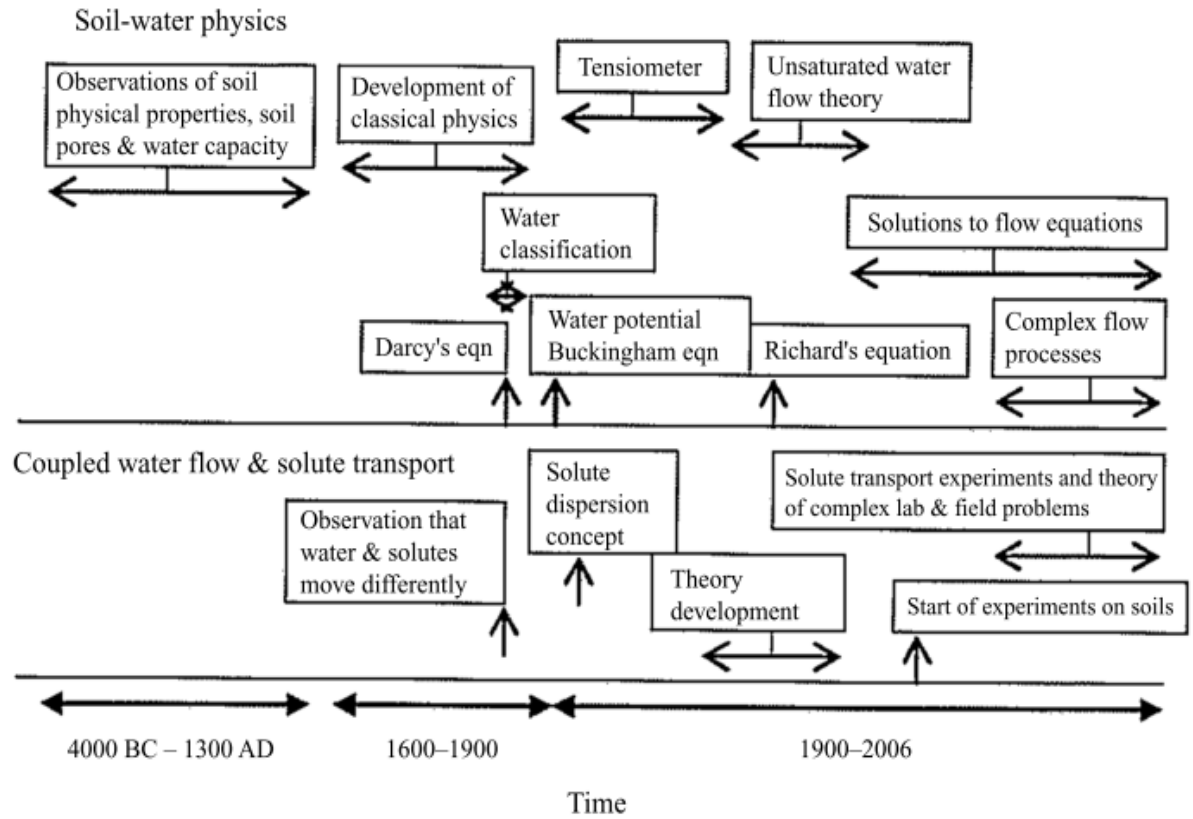 Soil-water physics
Observations of soil
physical properties, soil
pores & water capacity
Development of
classical physics
Tensiometer
Unsaturated water
flow theory
Water
classification
Solutions to flow equations
Darcy's eqn
Water potential
Buckingham eqn
Richard's equation
Complex flow
processes
Coupled water flow & solute transport
Observation that
water & solutes
move differently
Solute
dispersion
concept
Theory
development
Solute transport experiments and theory
of complex lab & field problems
Start of experiments on soils
4000 BC – 1300 AD
1600–1900
1900–2006
Time